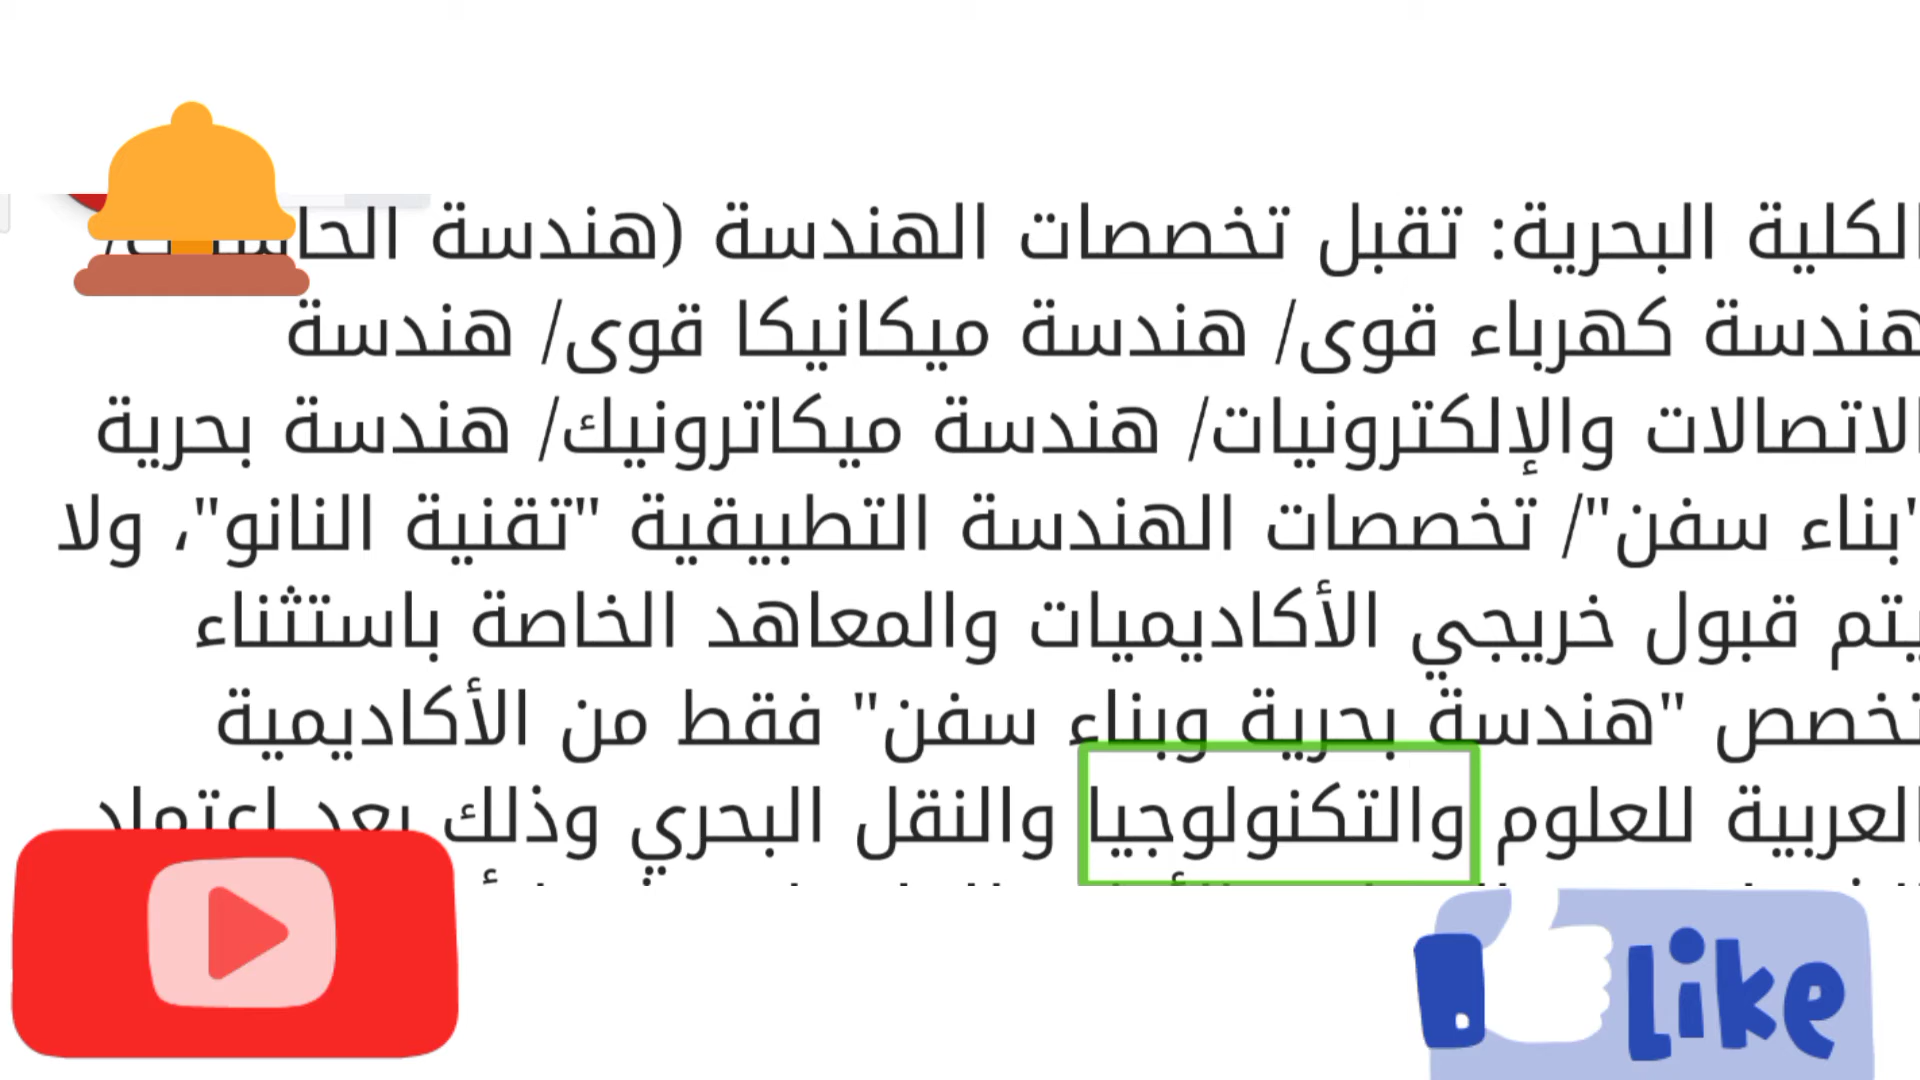 الكلية البحرية: تقبل تخصصات الهندسة (هندسة
هندسة كهرباء قوى/ هندسة ميكانيكا قوى/ هندسة
الاتصالات والإلكترونيات/ هندسة ميكاترونيك/ هندسة بحرية
"بناء سفن"/ تخصصات الهندسة التطبيقية "تقنية النانو"، ولا
يتم قبول خريجي الأكاديميات والمعاهد الخاصة باستثناء
تخصص "هندسة بحرية وبناء سفن" فقط من الأكاديمية
العربية للعلوم والتكنولوجيا والنقل البحري وذلك بعد اعتماد
Like